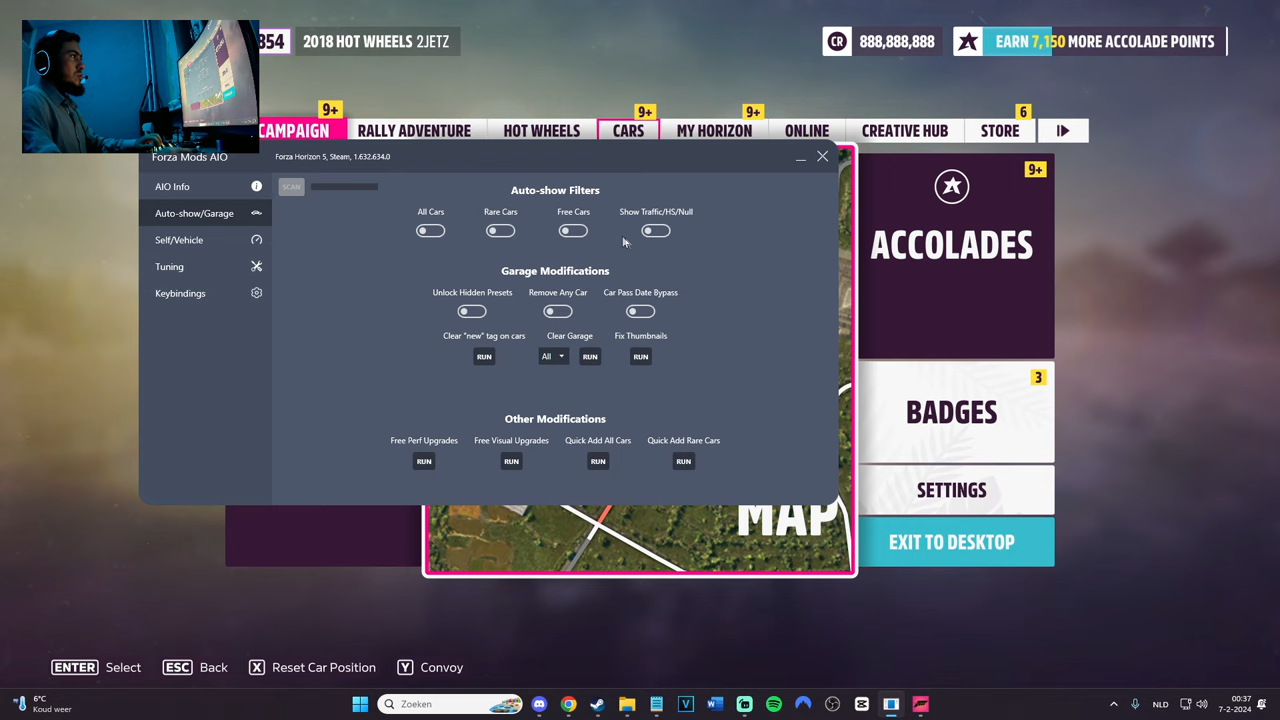 854
2018 HOT WHEELS 2JETZ
CR 888,888,888
EARN 7,150 MORE ACCOLADE POINTS
9+
9+
9+
6
CAMPAIGN
RALLY ADVENTURE
HOT WHEELS
CARS
MY HORIZON
ONLINE
CREATIVE HUB
STORE
Forza Mods AIO
Forza Horizon 5, Steam, 1.632.634.0
AIO Info
Auto-show/Garage
Self/Vehicle
Tuning
Keybindings
SCAN
Auto-show Filters
All Cars
Rare Cars
Free Cars
Show Traffic/HS/Null
Garage Modifications
Unlock Hidden Presets
Remove Any Car
Car Pass Date Bypass
Clear "new" tag on cars
Clear Garage
Fix Thumbnails
RUN
All
RUN
RUN
Other Modifications
Free Perf Upgrades
Free Visual Upgrades
Quick Add All Cars
Quick Add Rare Cars
RUN
RUN
RUN
RUN
9+
ACCOLADES
3
BADGES
SETTINGS
EXIT TO DESKTOP
MAP
ENTER Select
ESC Back
X Reset Car Position
Y Convoy
6°C
Koud weer
Zoeken
NLD
00:37
7-2-2024